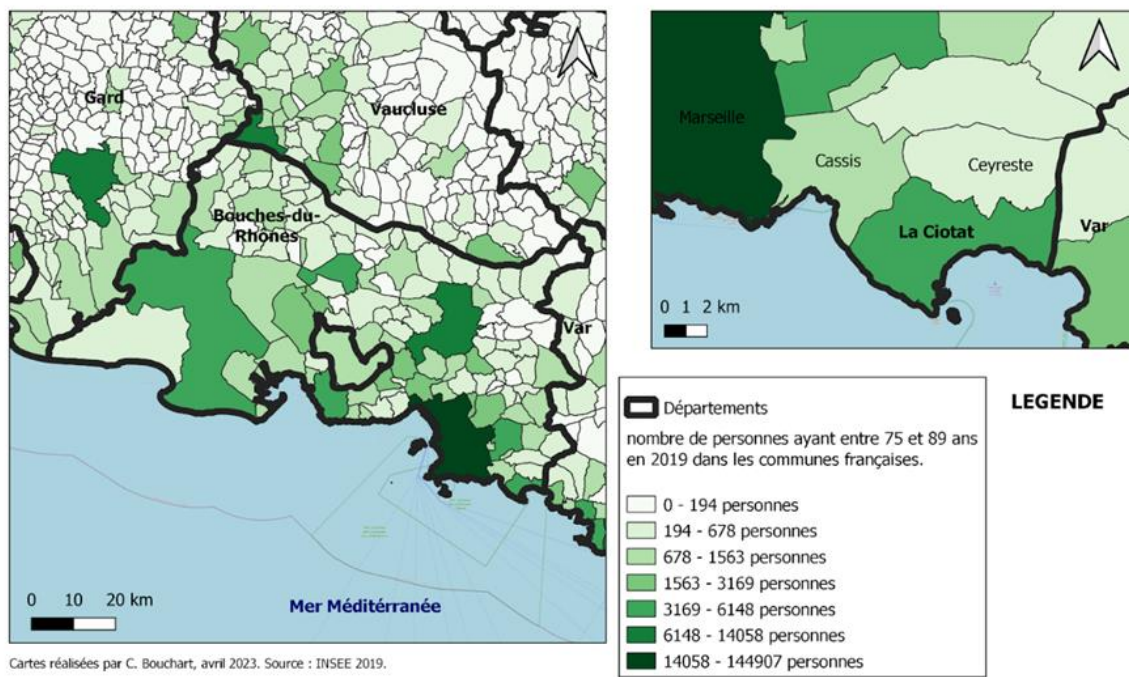 Gard
Vaucluse
Bouches-du-
Rhônes
Var
0 10 20 km
Mer Méditérranée
Cartes réalisées par C. Bouchart, avril 2023. Source : INSEE 2019.
Marseille
Cassis
Ceyreste
La Ciotat
Var
0 1 2 km
LEGENDE
Départements
nombre de personnes ayant entre 75 et 89 ans
en 2019 dans les communes françaises.
0 - 194 personnes
194 - 678 personnes
678 - 1563 personnes
1563 - 3169 personnes
3169 - 6148 personnes
6148 - 14058 personnes
14058 - 144907 personnes